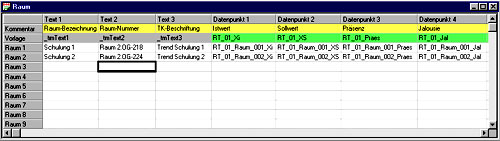 Raum
Text 1 Text 2 Text 3 Datenpunkt 1 Datenpunkt 2 Datenpunkt 3 Datenpunkt 4
Kommentar Raum-Bezeichnung Raum-Nummer TK-Beschriftung Istwert Sollwert Präsenz Jalousie
Vorlage _tmText1 _tmText2 _tmText3 RT_01_Xi RT_01_XS RT_01_Praes RT_01_Jal
Raum 1 Schulung 1 Raum 2.OG-218 Trend Schulung 1 RT_01_Raum_001_Xi RT_01_Raum_001_XS RT_01_Raum_001_Praes RT_01_Raum_001_Jal
Raum 2 Schulung 2 Raum 2.OG-224 Trend Schulung 2 RT_01_Raum_002_Xi RT_01_Raum_002_XS RT_01_Raum_002_Praes RT_01_Raum_002_Jal
Raum 3
Raum 4
Raum 5
Raum 6
Raum 7
Raum 8
Raum 9